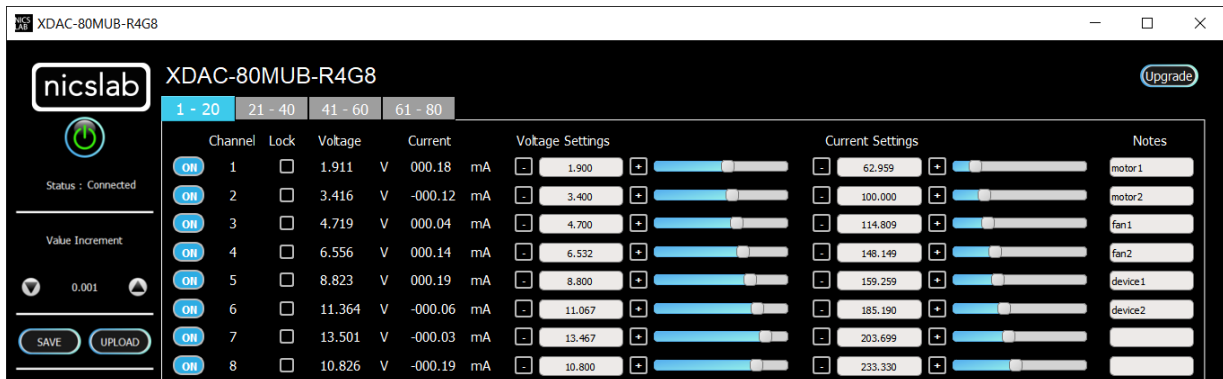 NICS LAB XDAC-80MUB-R4G8
nicslab XDAC-80MUB-R4G8 Upgrade
1 - 20 21 - 40 41 - 60 61 - 80
Channel Lock Voltage Current Voltage Settings Current Settings Notes
ON 1 1.911 V 000.18 mA - 1.900 + - 62.959 + motor1
Status : Connected
ON 2 3.416 V -000.12 mA - 3.400 + - 100.000 + motor2
ON 3 4.719 V 000.04 mA - 4.700 + - 114.809 + fan1
Value Increment
ON 4 6.556 V 000.14 mA - 6.532 + - 148.149 + fan2
ON 5 8.823 V 000.19 mA - 8.800 + - 159.259 + device1
0.001
ON 6 11.364 V -000.06 mA - 11.067 + - 185.190 + device2
SAVE UPLOAD
ON 7 13.501 V -000.03 mA - 13.467 + - 203.699 +
ON 8 10.826 V -000.19 mA - 10.800 + - 233.330 +